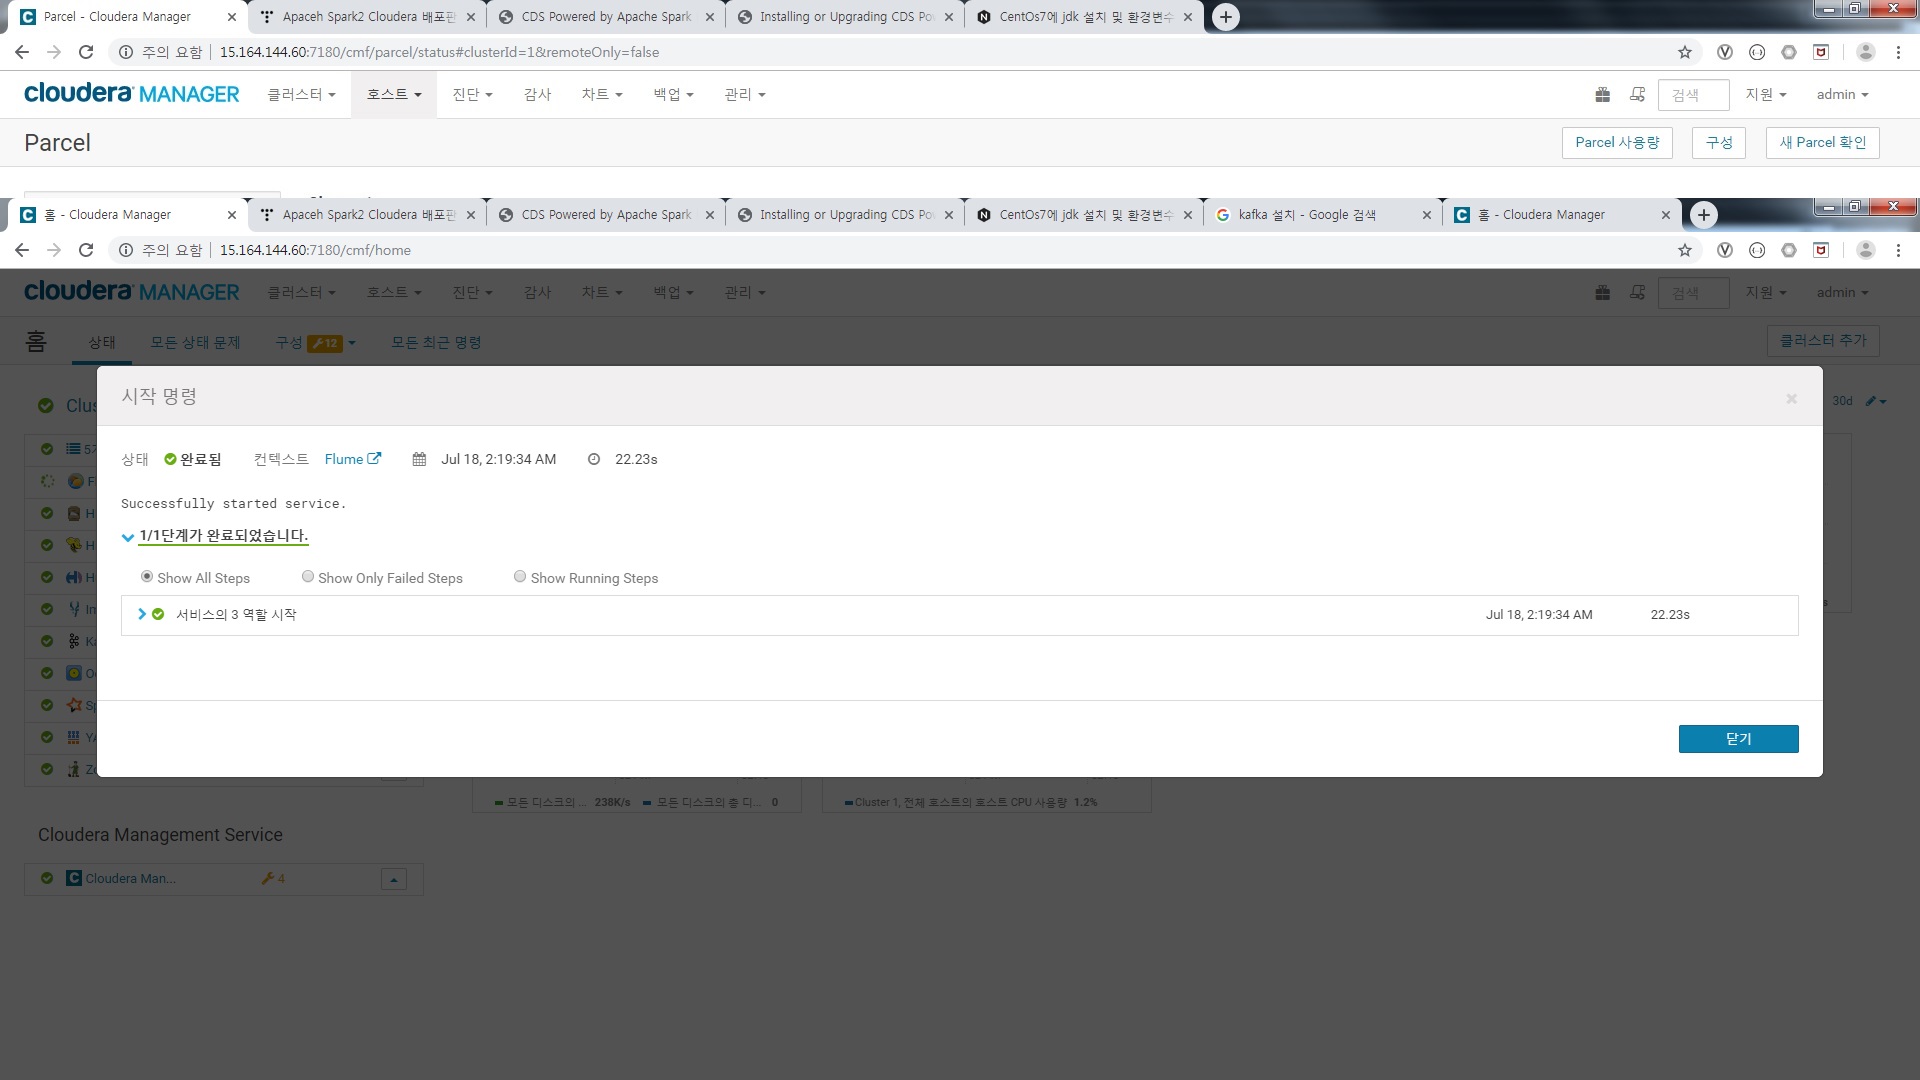 Parcel - Cloudera Manager
Apaceh Spark2 Cloudera 배포판
CDS Powered by Apache Spark
Installing or Upgrading CDS Pow
CentOs7에 jdk 설치 및 환경변수
주의 요함 15.164.144.60:7180/cmf/parcel/status#clusterId=1&remoteOnly=false
cloudera MANAGER 클러스터 호스트 진단 감사 차트 백업 관리 검색 지원 admin
Parcel Parcel 사용량 구성 새 Parcel 확인
홈 - Cloudera Manager
Apaceh Spark2 Cloudera 배포판
CDS Powered by Apache Spark
Installing or Upgrading CDS Pow
CentOs7에 jdk 설치 및 환경변수
kafka 설치 - Google 검색
홈 - Cloudera Manager
주의 요함 15.164.144.60:7180/cmf/home
cloudera MANAGER 클러스터 호스트 진단 감사 차트 백업 관리 검색 지원 admin
홈 상태 모든 상태 문제 구성 12 모든 최근 명령 클러스터 추가
시작 명령
Clus 30d
상태 완료됨 컨텍스트 Flume Jul 18, 2:19:34 AM 22.23s
Successfully started service.
1/1단계가 완료되었습니다.
Show All Steps Show Only Failed Steps Show Running Steps
서비스의 3 역할 시작 Jul 18, 2:19:34 AM 22.23s
닫기
모든 디스크의 ... 238K/s 모든 디스크의 총 디... 0
Cluster 1, 전체 호스트의 호스트 CPU 사용량 1.2%
Cloudera Management Service
Cloudera Man... 4